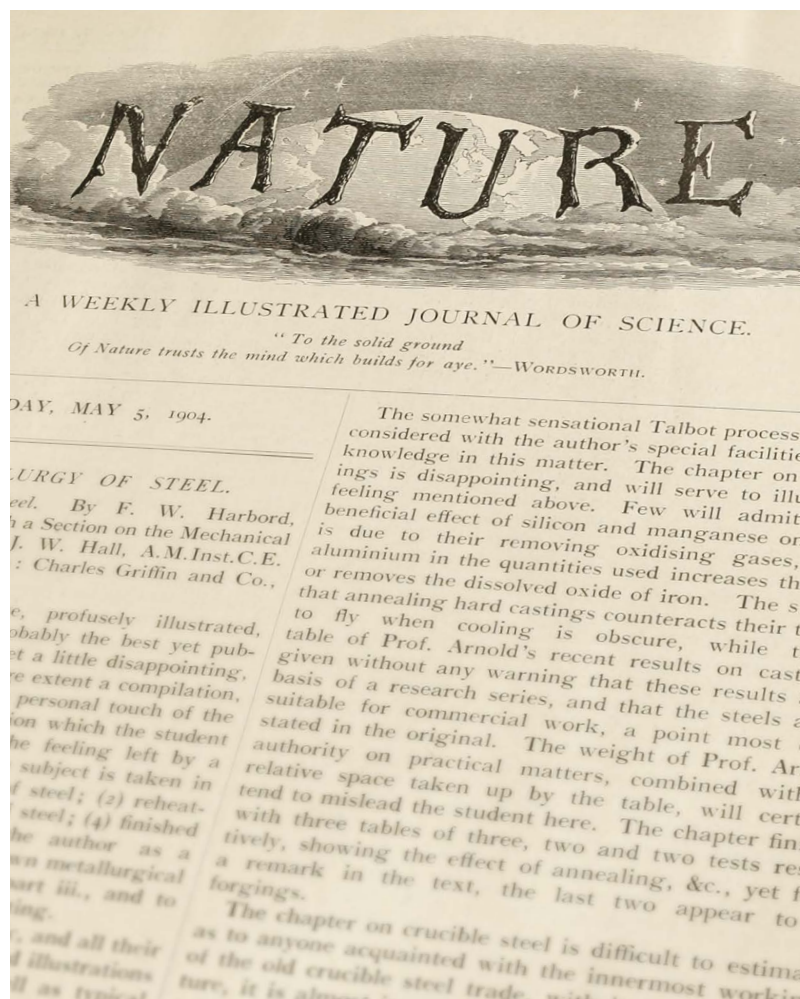 NATURE
A WEEKLY ILLUSTRATED JOURNAL OF SCIENCE.
“ To the solid ground
Of Nature trusts the mind which builds for aye.”—WORDSWORTH.
DAY, MAY 5, 1904.
LURGY OF STEEL.
eel. By F. W. Harbord,
h a Section on the Mechanical
J. W. Hall, A.M.Inst.C.E.
: Charles Griffin and Co.,
e, profusely illustrated,
obably the best yet pub-
et a little disappointing,
re extent a compilation,
personal touch of the
ion which the student
he feeling left by a
subject is taken in
f steel; (2) reheat-
steel; (4) finished
he author as a
wn metallurgical
part iii., and to
ing.
, and all their
illustrations
as typical
The somewhat sensational Talbot process
considered with the author’s special facilitie
knowledge in this matter. The chapter on
ings is disappointing, and will serve to illu
feeling mentioned above. Few will admit
beneficial effect of silicon and manganese on
is due to their removing oxidising gases,
aluminium in the quantities used increases th
or removes the dissolved oxide of iron. The s
that annealing hard castings counteracts their t
to fly when cooling is obscure, while t
table of Prof. Arnold’s recent results on cast
given without any warning that these results
basis of a research series, and that the steels a
suitable for commercial work, a point most
stated in the original. The weight of Prof. Ar
authority on practical matters, combined with
relative space taken up by the table, will cert
tend to mislead the student here. The chapter fin
with three tables of three, two and two tests res
tively, showing the effect of annealing, &c., yet f
a remark in the text, the last two appear to
forgings.
The chapter on crucible steel is difficult to estima
as to anyone acquainted with the innermost workin
of the old crucible steel trade, with
ture, it is almost